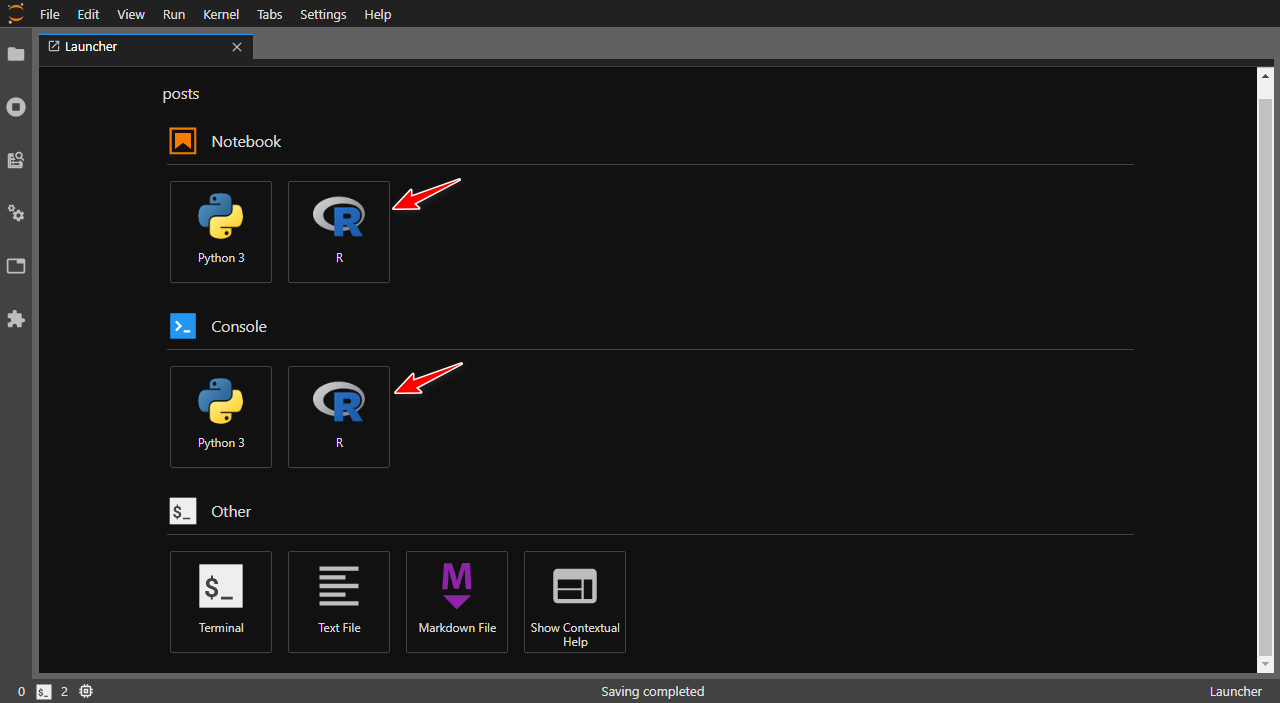 File Edit View Run Kernel Tabs Settings Help
Launcher
posts
Notebook
Python 3 R
Console
Python 3 R
$_ Other
$_
Terminal Text File Markdown File Show Contextual
Help
0 $_ 2 Saving completed Launcher